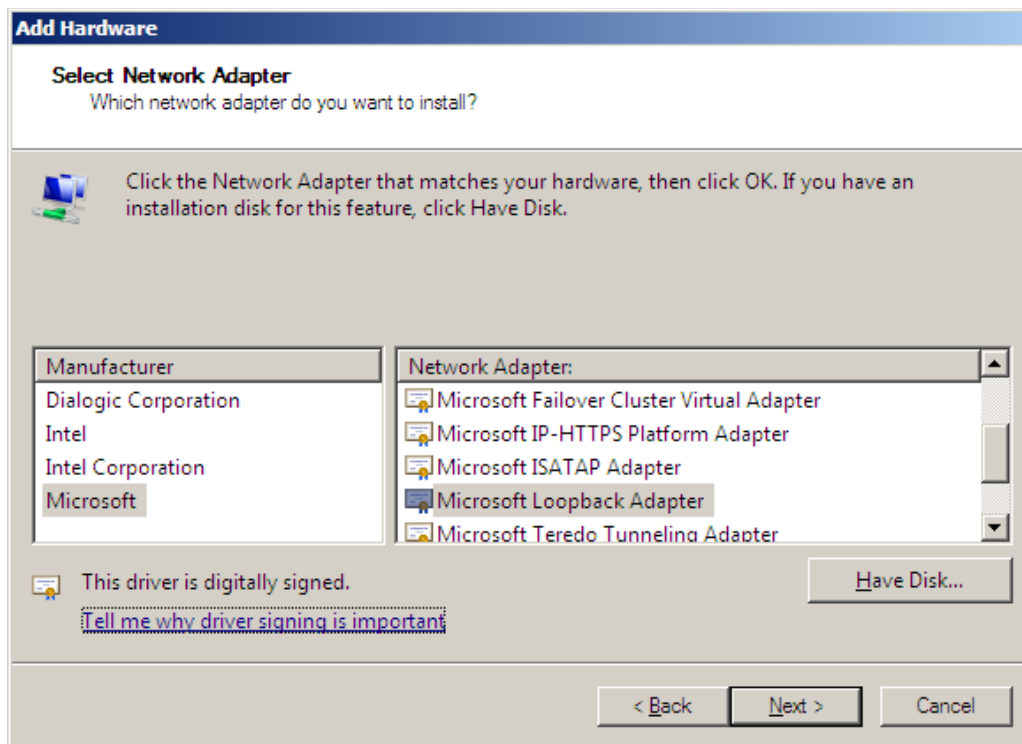 Add Hardware
Select Network Adapter
Which network adapter do you want to install?
Click the Network Adapter that matches your hardware, then click OK. If you have an
installation disk for this feature, click Have Disk.
Manufacturer
Dialogic Corporation
Intel
Intel Corporation
Microsoft
Network Adapter:
Microsoft Failover Cluster Virtual Adapter
Microsoft IP-HTTPS Platform Adapter
Microsoft ISATAP Adapter
Microsoft Loopback Adapter
Microsoft Teredo Tunneling Adapter
This driver is digitally signed.
Tell me why driver signing is important
Have Disk...
< Back
Next >
Cancel